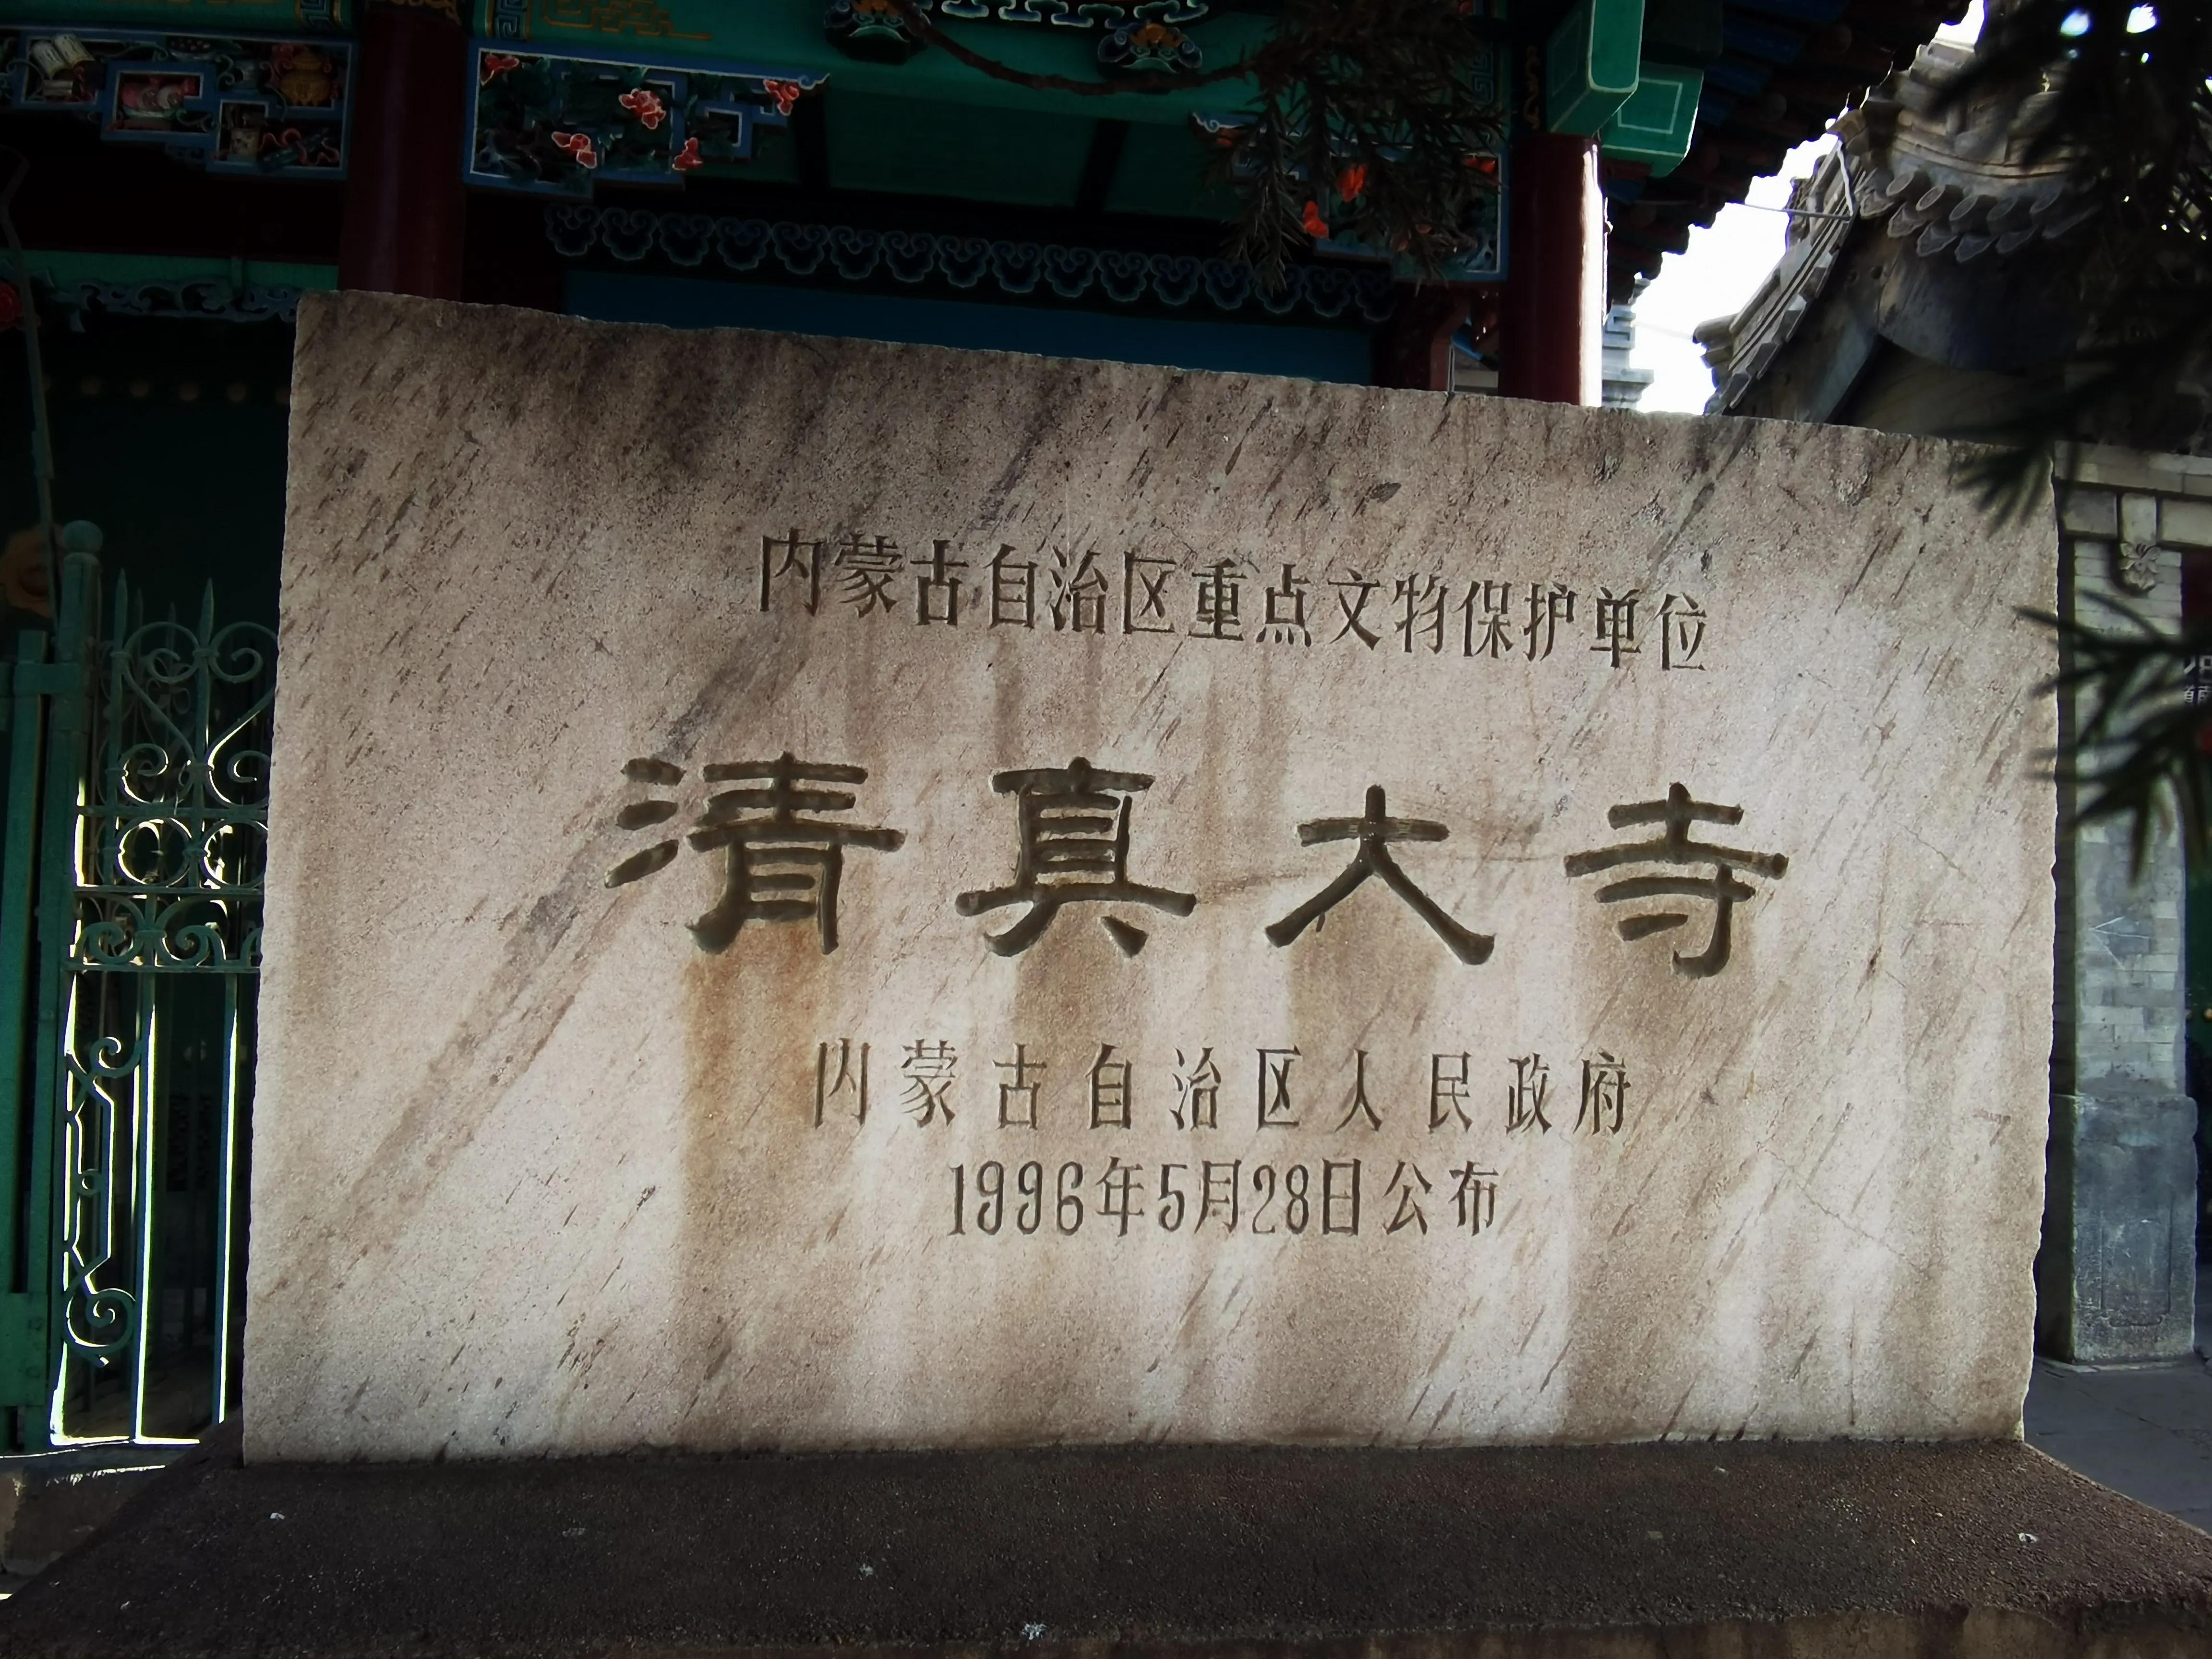 内蒙古自治区重点文物保护单位
清真大寺
内蒙古自治区人民政府
1996年5月28日公布